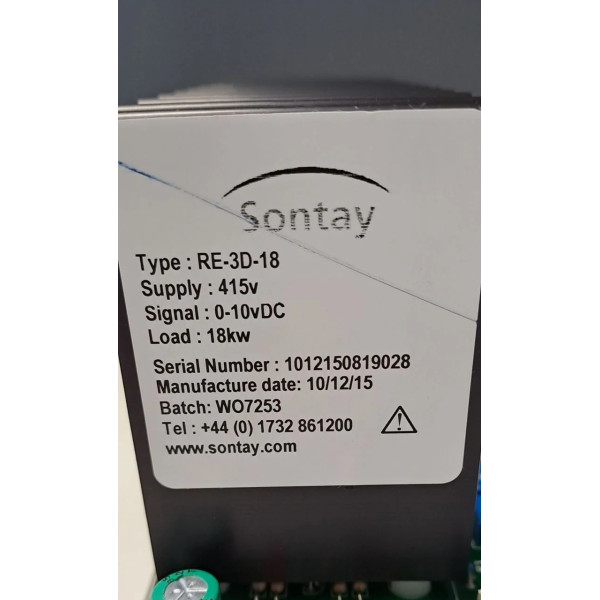 Sontay
Type : RE-3D-18
Supply : 415v
Signal : 0-10vDC
Load : 18kw
Serial Number : 1012150819028
Manufacture date: 10/12/15
Batch: WO7253
Tel : +44 (0) 1732 861200
www.sontay.com